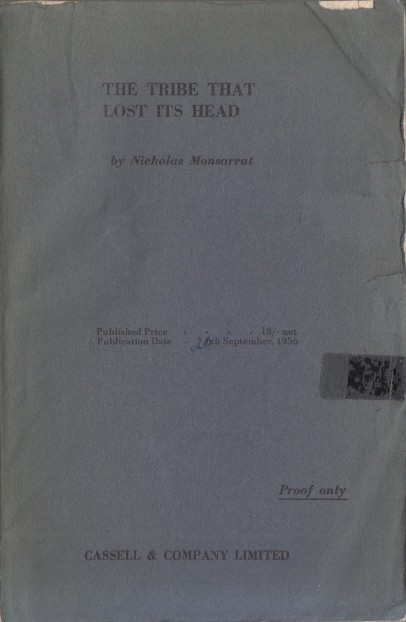 THE TRIBE THAT
LOST ITS HEAD
by Nicholas Monsarrat
Published Price - - - - 18/- net
Publication Date - 20th September, 1956
Proof only
CASSELL & COMPANY LIMITED